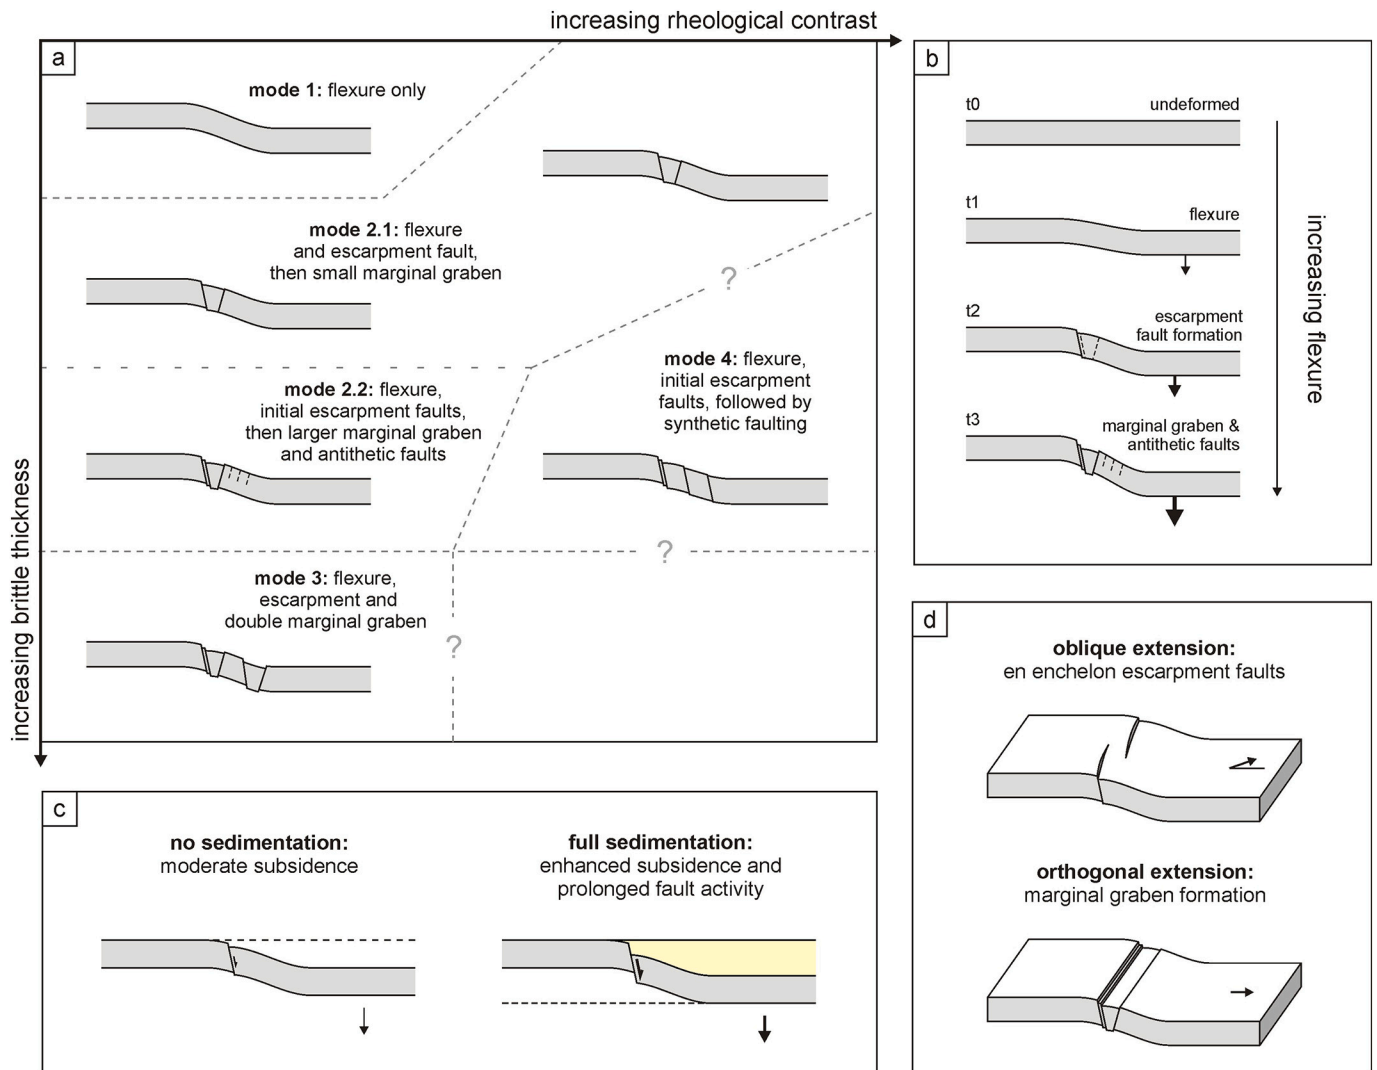 increasing rheological contrast
a
mode 1: flexure only
mode 2.1: flexure
and escarpment fault,
then small marginal graben
?
mode 4: flexure,
initial escarpment
faults, followed by
synthetic faulting
mode 2.2: flexure,
initial escarpment faults,
then larger marginal graben
and antithetic faults
?
mode 3: flexure,
escarpment and
double marginal graben
?
increasing brittle thickness
b
t0
undeformed
t1
flexure
t2
escarpment
fault formation
t3
marginal graben &
antithetic faults
increasing flexure
c
no sedimentation:
moderate subsidence
full sedimentation:
enhanced subsidence and
prolonged fault activity
d
oblique extension:
en enchelon escarpment faults
orthogonal extension:
marginal graben formation